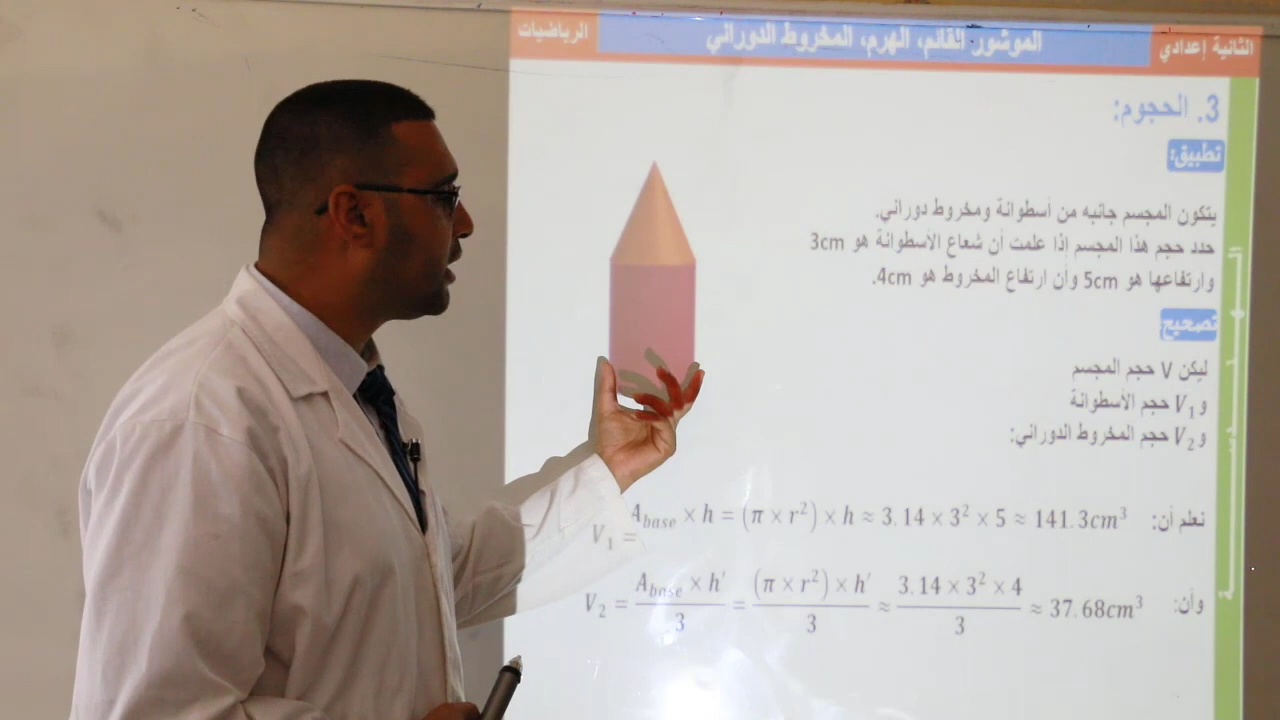 الثانية إعدادي
الموشور القائم، الهرم، المخروط الدوراني
الرياضيات
3. الحجوم:
تطبيق:
يتكون المجسم جانبه من أسطوانة ومخروط دوراني.
حدد حجم هذا المجسم إذا علمت أن شعاع الأسطوانة هو 3cm
وارتفاعها هو 5cm وأن ارتفاع المخروط هو 4cm.
تصحيح:
ليكن V حجم المجسم
و V₁ حجم الأسطوانة
و V₂ حجم المخروط الدوراني:
نعلم أن: V₁ = A_base × h = (π × r²) × h ≈ 3.14 × 3² × 5 ≈ 141.3cm³
وأن: V₂ = (A_base × h′)/3 = ((π × r²) × h′)/3 ≈ (3.14 × 3² × 4)/3 ≈ 37.68cm³